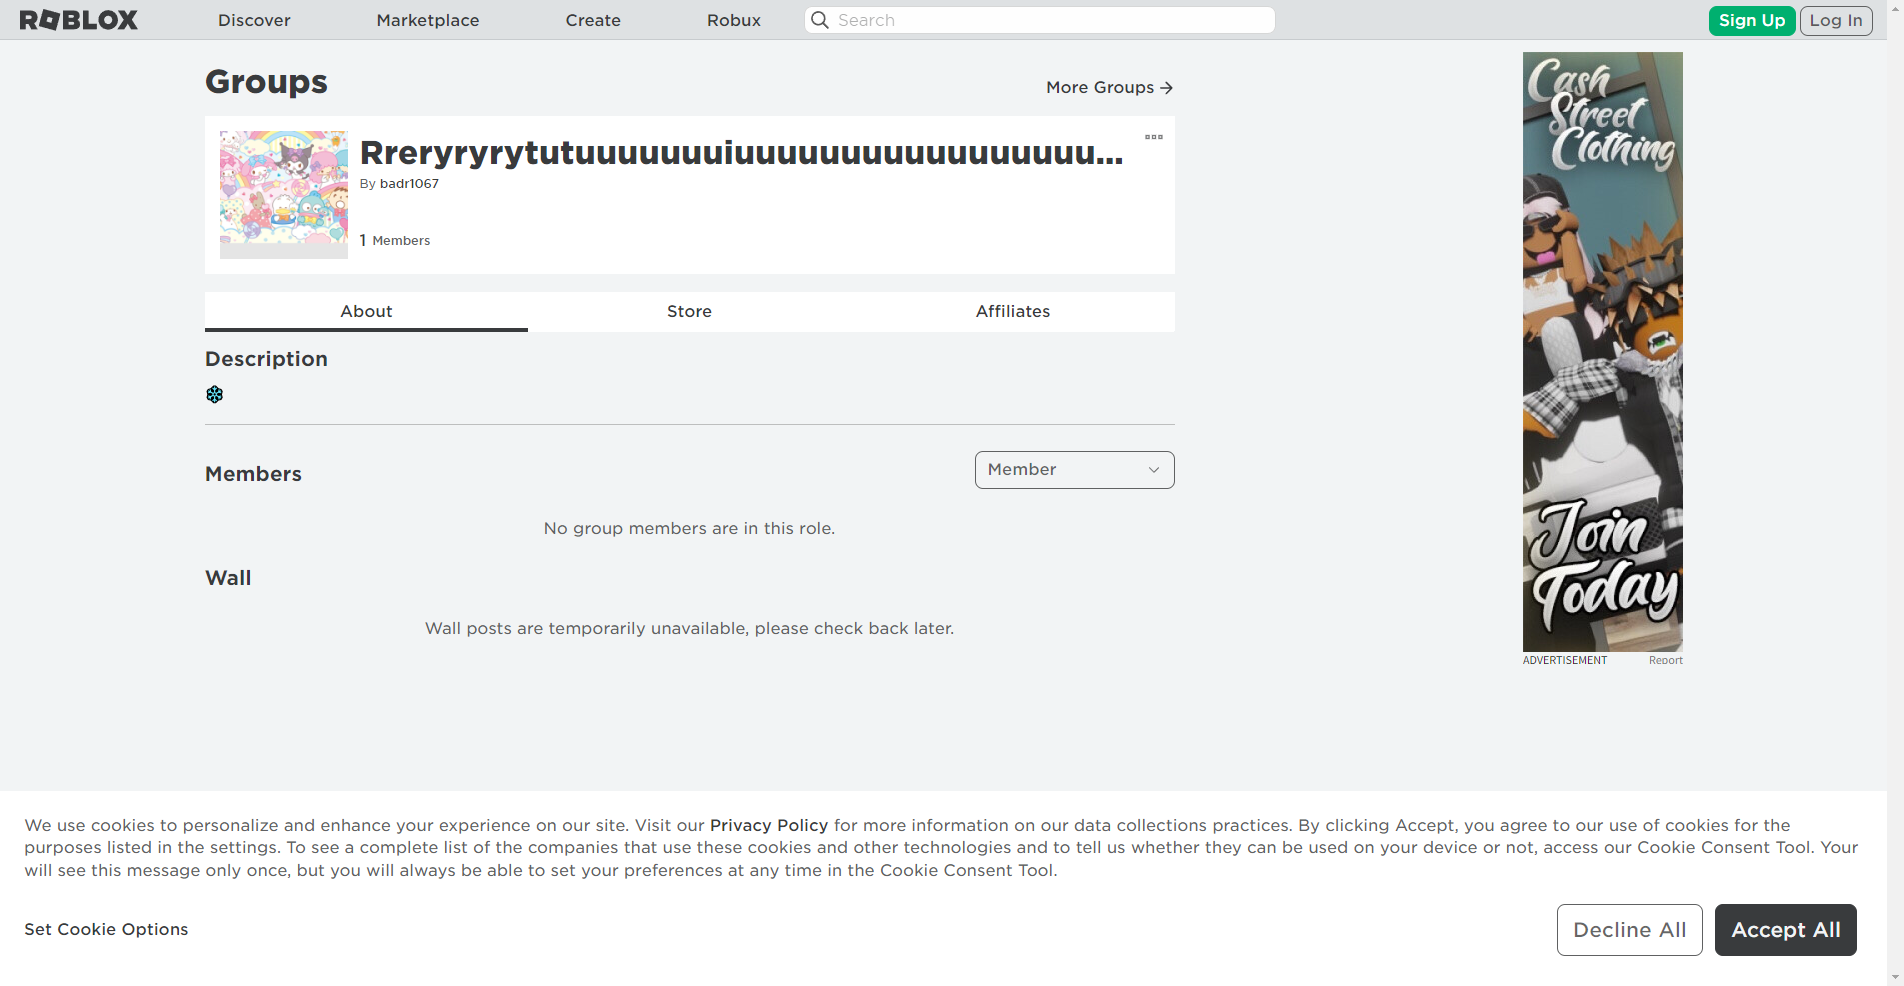 ROBLOX Discover Marketplace Create Robux Search Sign Up Log In
Groups
More Groups
Rreryryrytutuuuuuuuiuuuuuuuuuuuuuuuuu...
By badr1067
1 Members
About Store Affiliates
Description
Members
Member
No group members are in this role.
Wall
Wall posts are temporarily unavailable, please check back later.
Cash
Street
Clothing
Join
Today
ADVERTISEMENT Report
We use cookies to personalize and enhance your experience on our site. Visit our Privacy Policy for more information on our data collections practices. By clicking Accept, you agree to our use of cookies for the
purposes listed in the settings. To see a complete list of the companies that use these cookies and other technologies and to tell us whether they can be used on your device or not, access our Cookie Consent Tool. Your
will see this message only once, but you will always be able to set your preferences at any time in the Cookie Consent Tool.
Set Cookie Options
Decline All Accept All